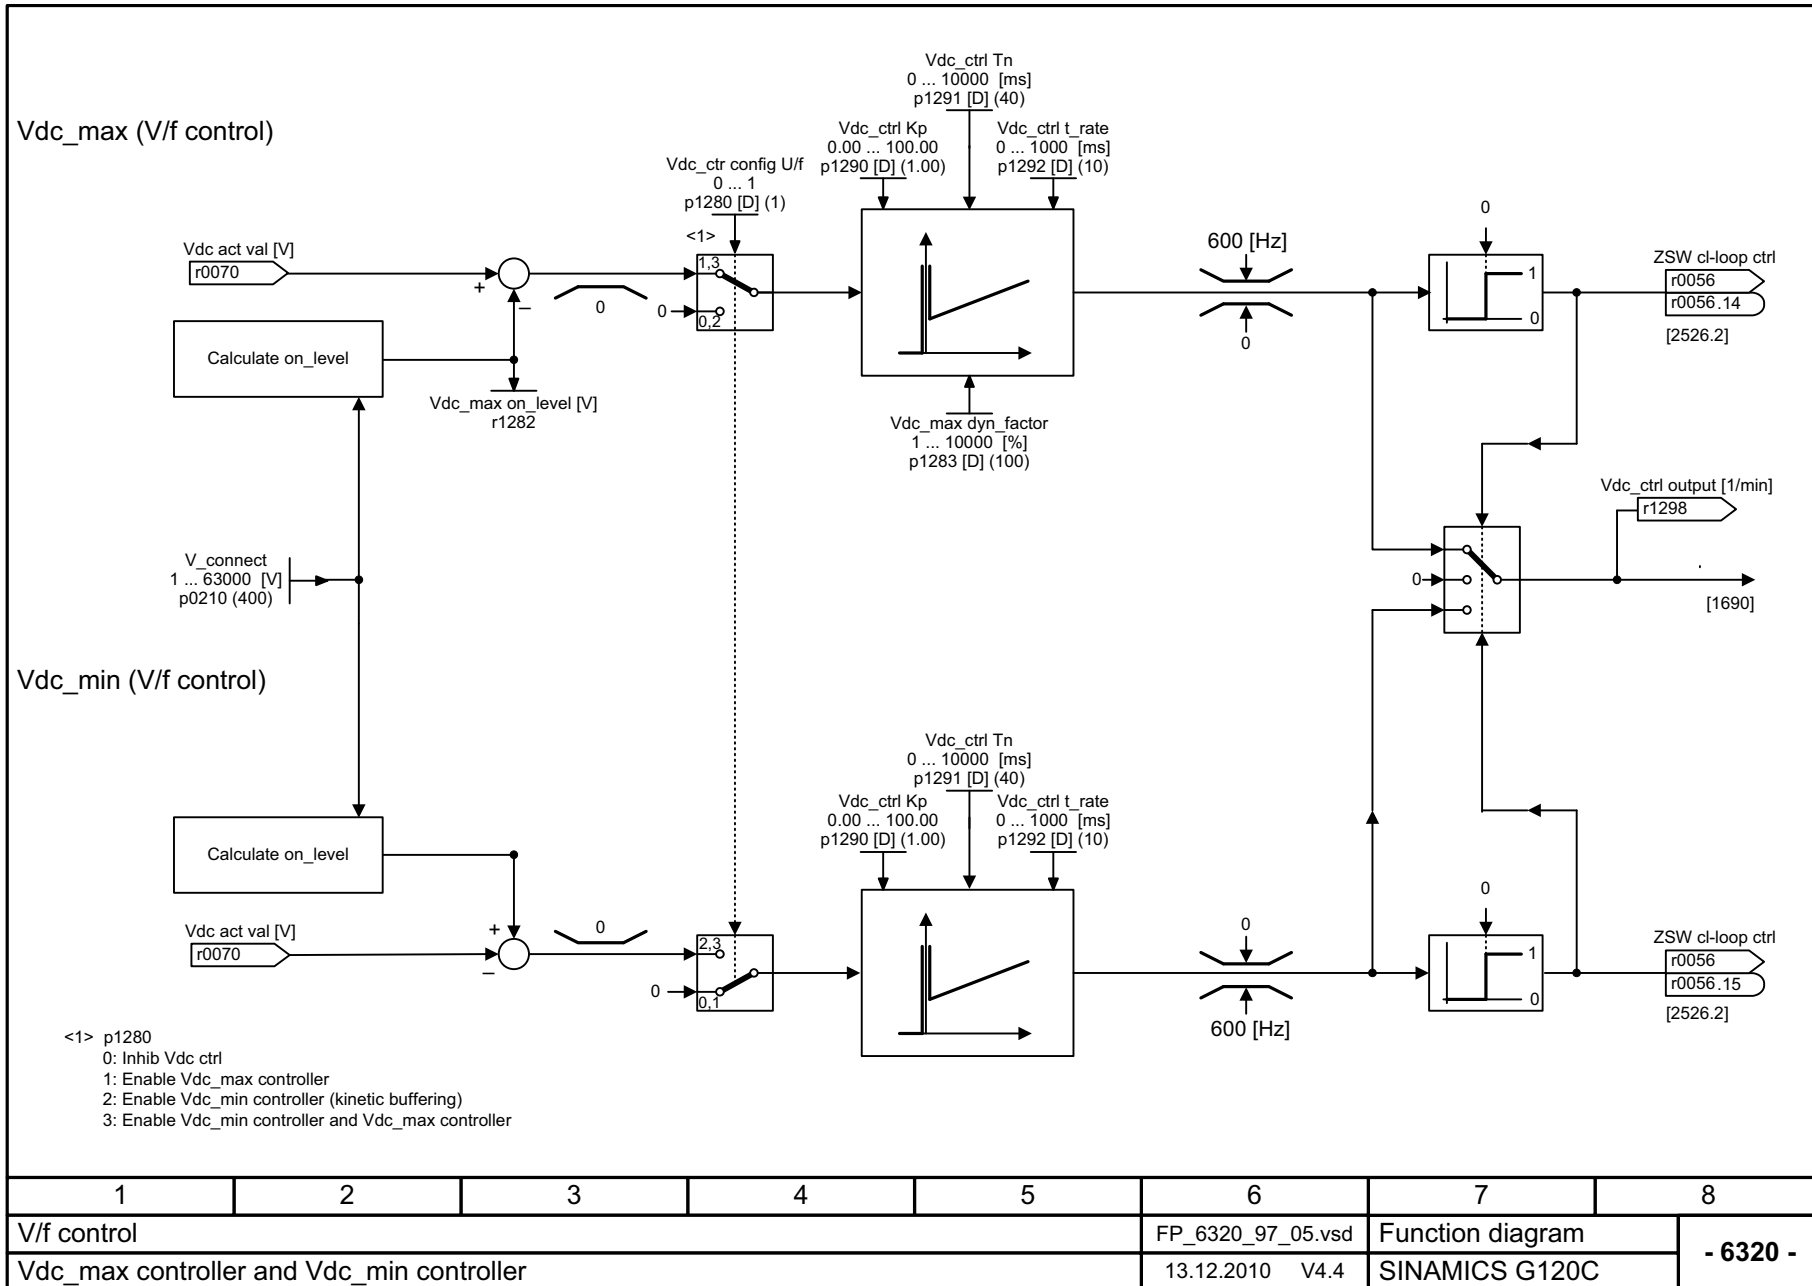 Vdc_max (V/f control)
Vdc_ctrl Tn
0 ... 10000 [ms]
p1291 [D] (40)
Vdc_ctrl Kp
0.00 ... 100.00
p1290 [D] (1.00)
Vdc_ctrl t_rate
0 ... 1000 [ms]
p1292 [D] (10)
Vdc_ctr config U/f
0 ... 1
p1280 [D] (1)
<1>
Vdc act val [V]
r0070
+
–
0
1,3
0
0,2
600 [Hz]
0
0
1
0
ZSW cl-loop ctrl
r0056
r0056.14
[2526.2]
Calculate on_level
Vdc_max on_level [V]
r1282
Vdc_max dyn_factor
1 ... 10000 [%]
p1283 [D] (100)
Vdc_ctrl output [1/min]
r1298
0
[1690]
V_connect
1 ... 63000 [V]
p0210 (400)
Vdc_min (V/f control)
Vdc_ctrl Tn
0 ... 10000 [ms]
p1291 [D] (40)
Vdc_ctrl Kp
0.00 ... 100.00
p1290 [D] (1.00)
Vdc_ctrl t_rate
0 ... 1000 [ms]
p1292 [D] (10)
Calculate on_level
Vdc act val [V]
r0070
+
–
0
2,3
0
0,1
0
600 [Hz]
0
1
0
ZSW cl-loop ctrl
r0056
r0056.15
[2526.2]
<1> p1280
0: Inhib Vdc ctrl
1: Enable Vdc_max controller
2: Enable Vdc_min controller (kinetic buffering)
3: Enable Vdc_min controller and Vdc_max controller
1 2 3 4 5 6 7 8
V/f control
FP_6320_97_05.vsd
Function diagram
- 6320 -
Vdc_max controller and Vdc_min controller
13.12.2010 V4.4
SINAMICS G120C